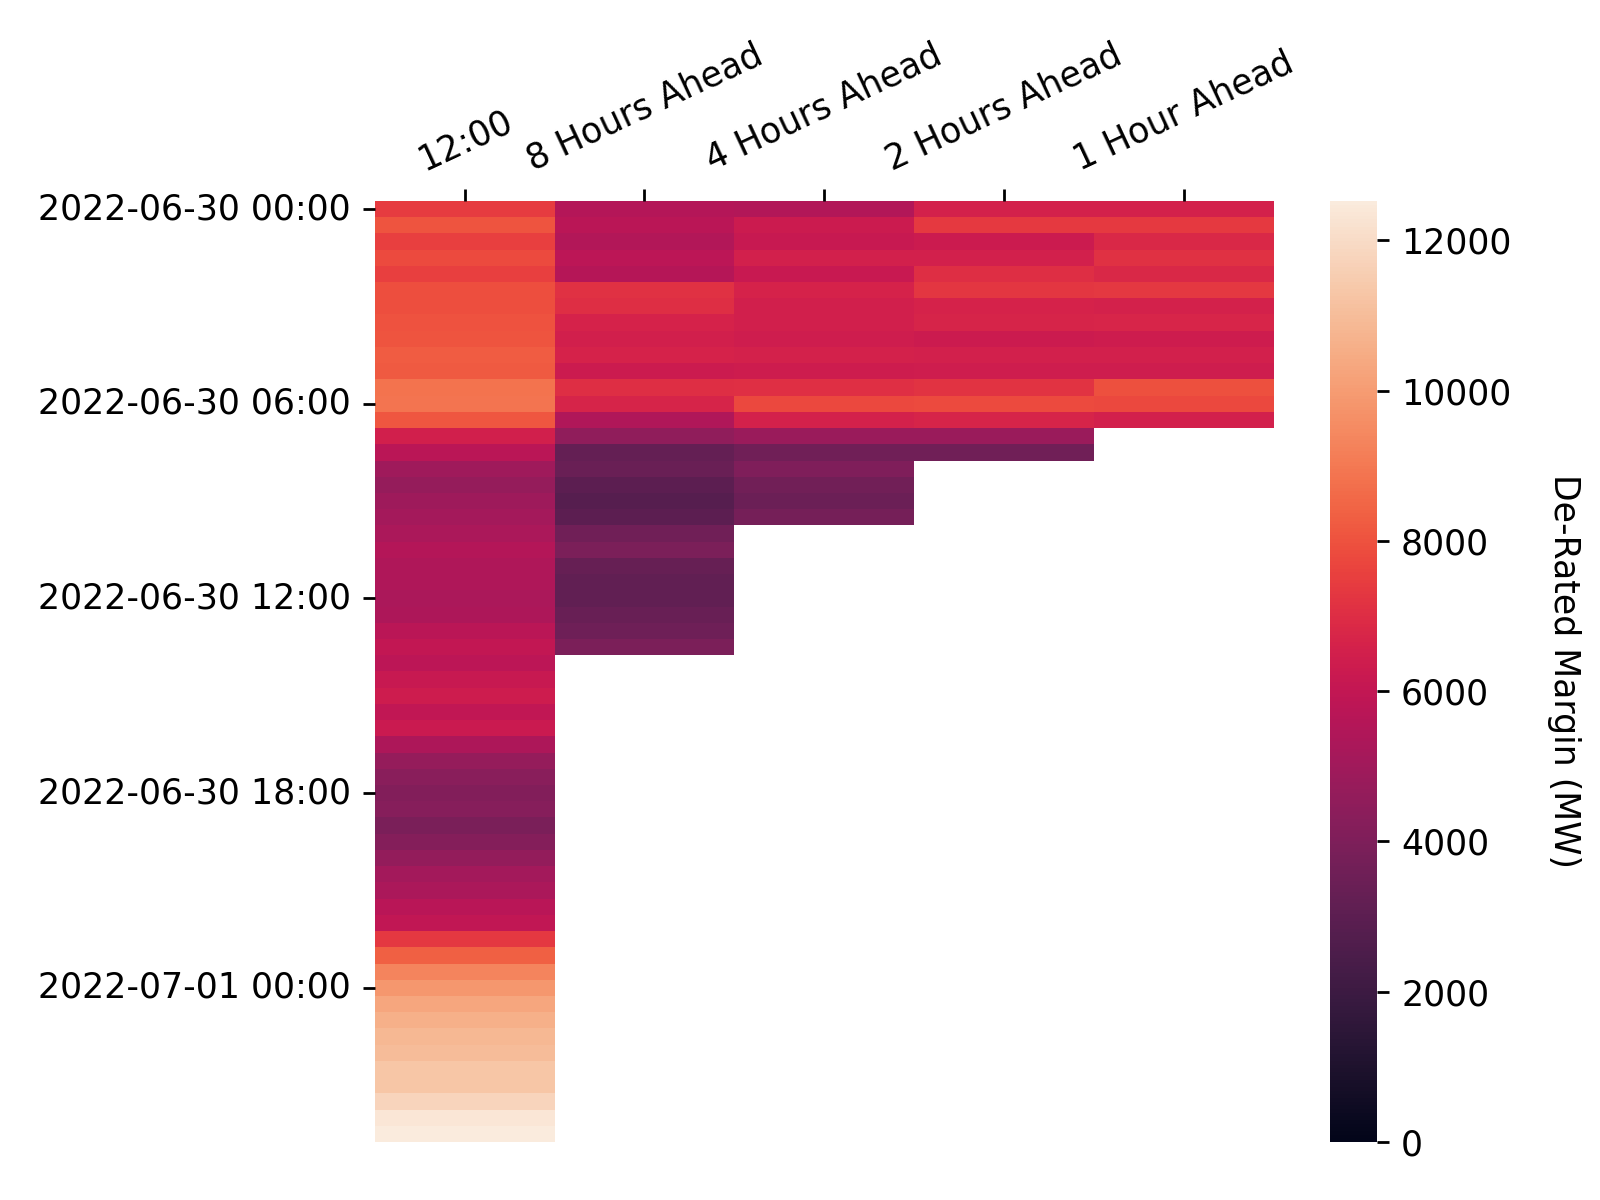 12:00
8 Hours Ahead
4 Hours Ahead
2 Hours Ahead
1 Hour Ahead
2022-06-30 00:00
2022-06-30 06:00
2022-06-30 12:00
2022-06-30 18:00
2022-07-01 00:00
12000
10000
8000
6000
4000
2000
0
De-Rated Margin (MW)